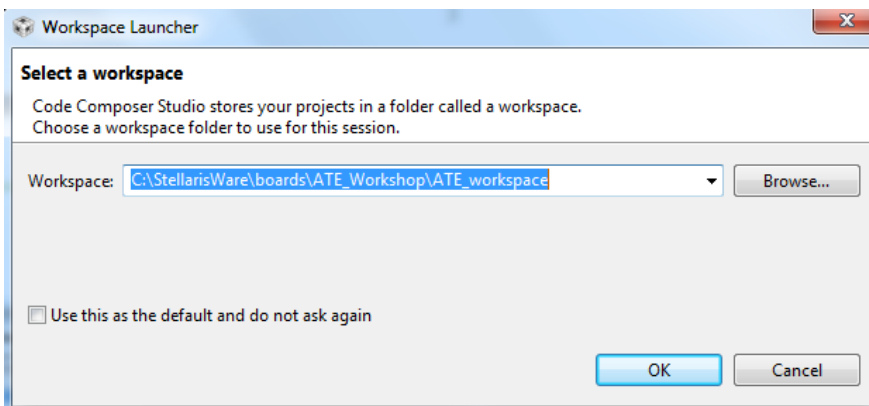 Workspace Launcher
Select a workspace
Code Composer Studio stores your projects in a folder called a workspace.
Choose a workspace folder to use for this session.
Workspace: C:\StellarisWare\boards\ATE_Workshop\ATE_workspace Browse...
Use this as the default and do not ask again
OK Cancel